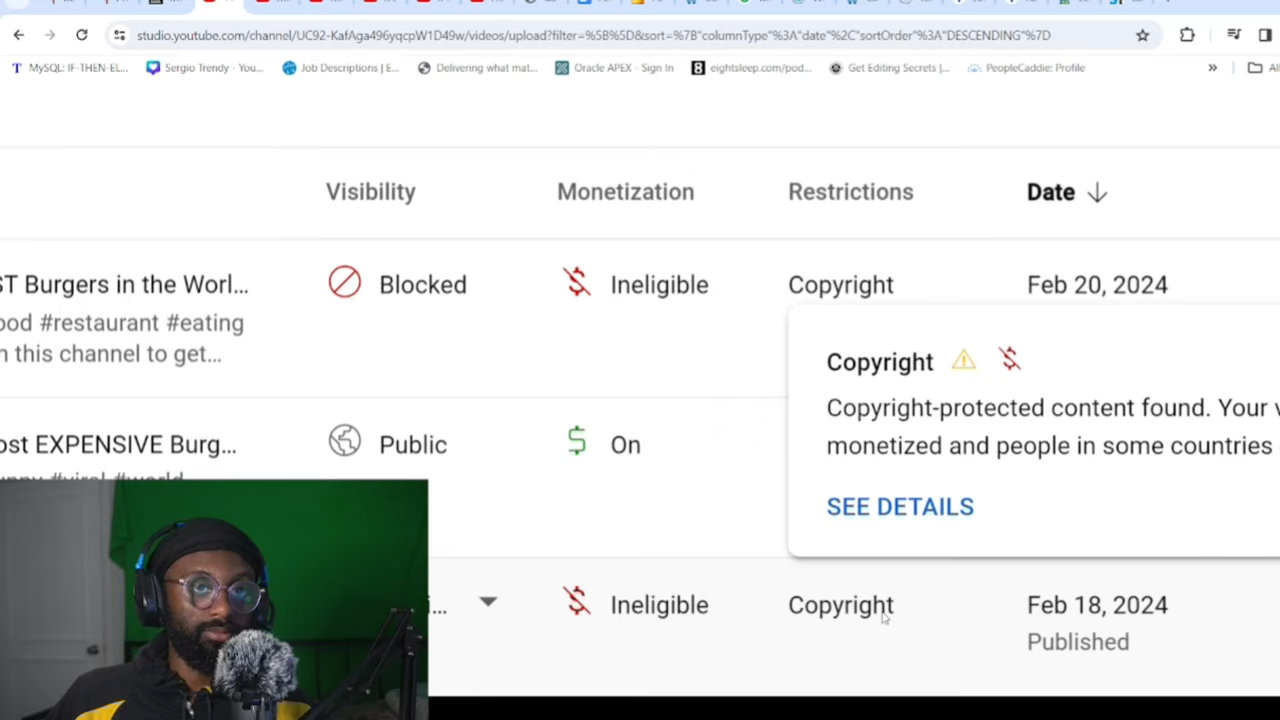 studio.youtube.com/channel/UC92-KafAga496yqcpW1D49w/videos/upload?filter=%5B%5D&sort=%7B"columnType"%3A"date"%2C"sortOrder"%3A"DESCENDING"%7D
MySQL: IF-THEN-EL... Sergio Trendy - You... Job Descriptions | E... Delivering what mat... Oracle APEX - Sign In eightsleep.com/pod... Get Editing Secrets |... PeopleCaddie: Profile » All
Visibility Monetization Restrictions Date
ST Burgers in the Worl... Blocked Ineligible Copyright Feb 20, 2024
ood #restaurant #eating
n this channel to get...
Copyright
Copyright-protected content found. Your v
monetized and people in some countries
SEE DETAILS
ost EXPENSIVE Burg... Public On
Ineligible Copyright Feb 18, 2024
Published